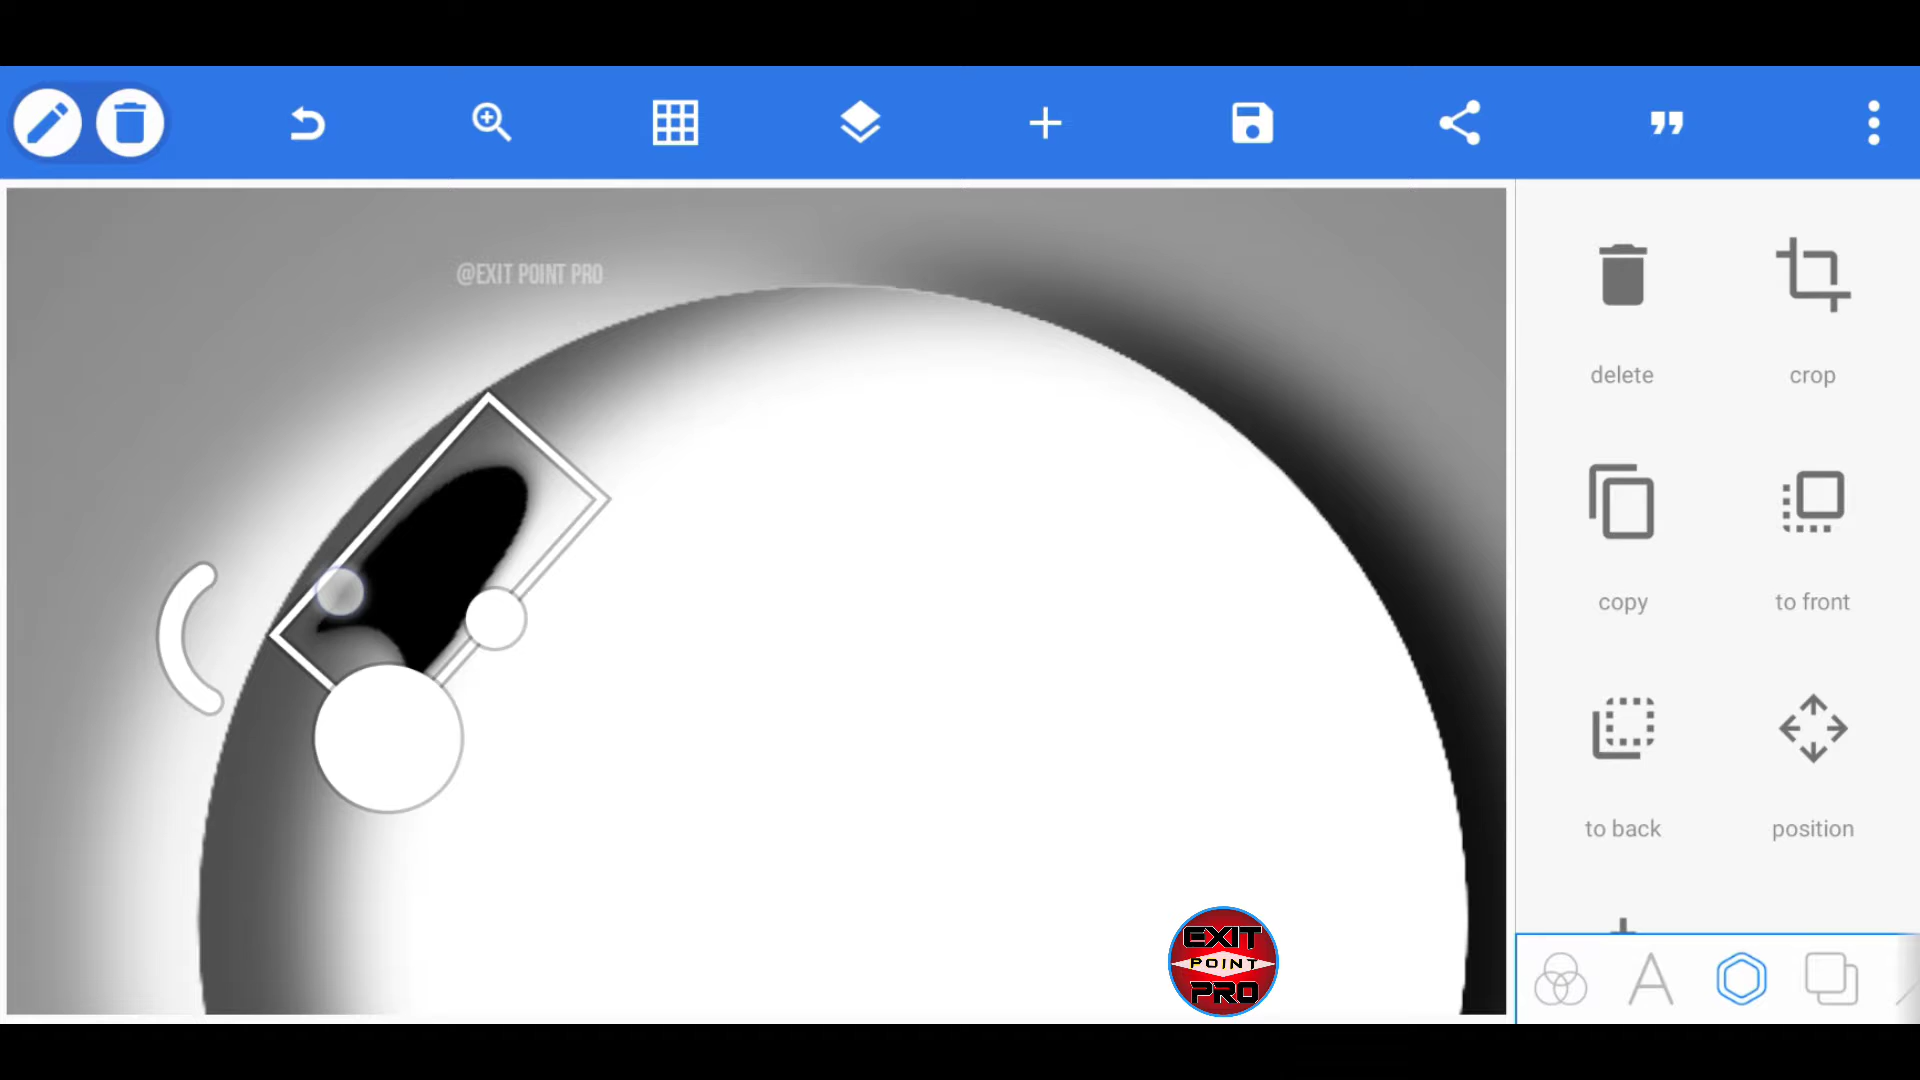 @EXIT POINT PRO
delete
crop
copy
to front
to back
position
EXIT
POINT
PRO